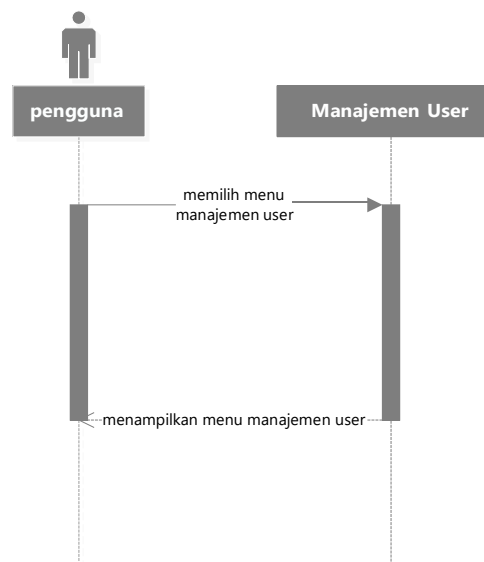 pengguna
Manajemen User
memilih menu
manajemen user
menampilkan menu manajemen user